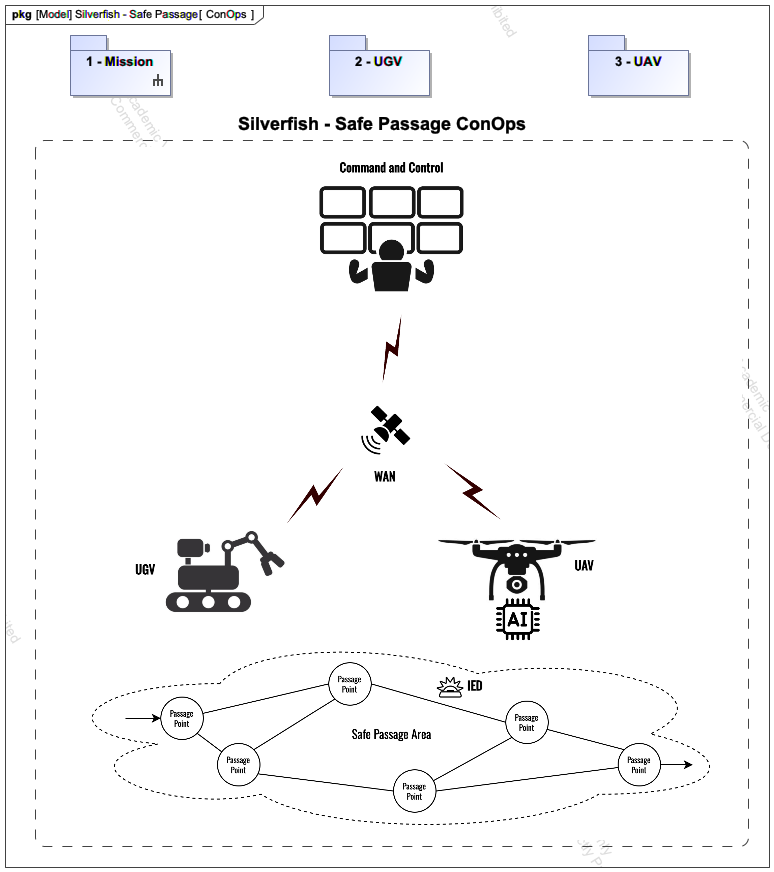 pkg [Model] Silverfish - Safe Passage[ ConOps ]
1 - Mission
2 - UGV
3 - UAV
Silverfish - Safe Passage ConOps
Command and Control
WAN
UGV
UAV
AI
IED
Passage
Point
Passage
Point
Passage
Point
Safe Passage Area
Passage
Point
Passage
Point
Passage
Point